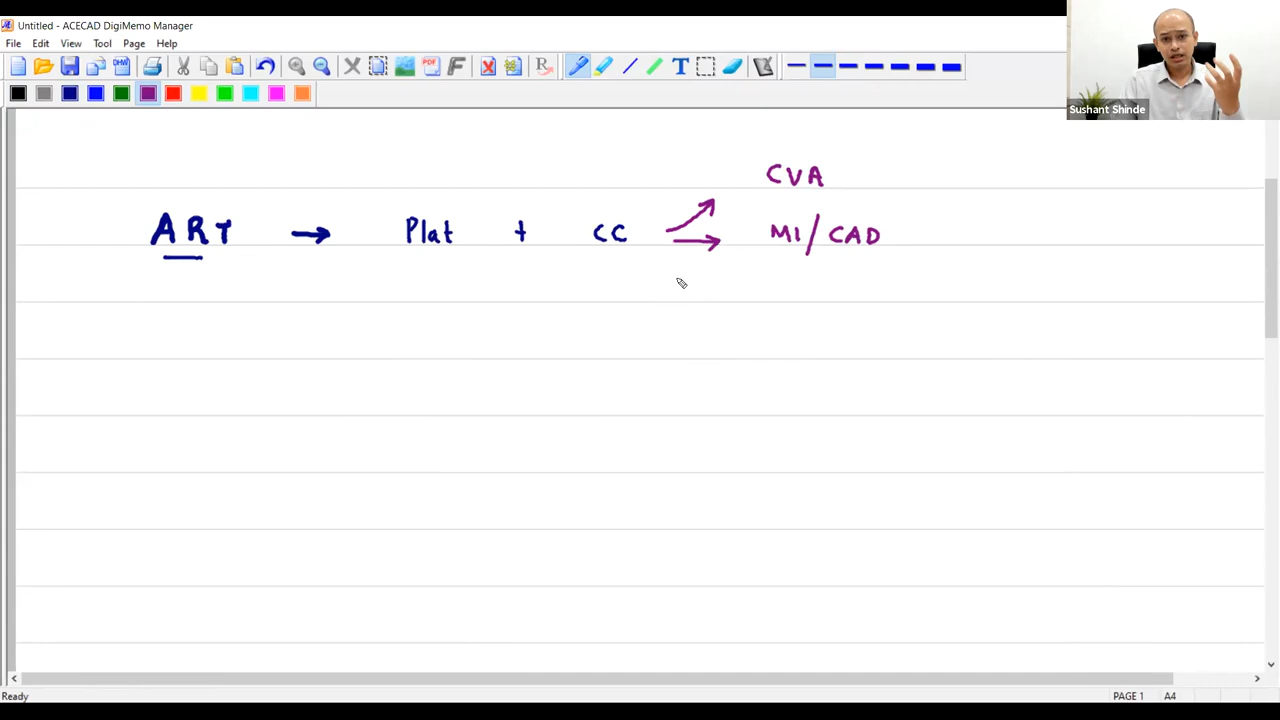 Untitled - ACECAD DigiMemo Manager
File Edit View Tool Page Help
Sushant Shinde
CVA
ART → Plat + CC → MI/CAD
Ready
PAGE 1 A4